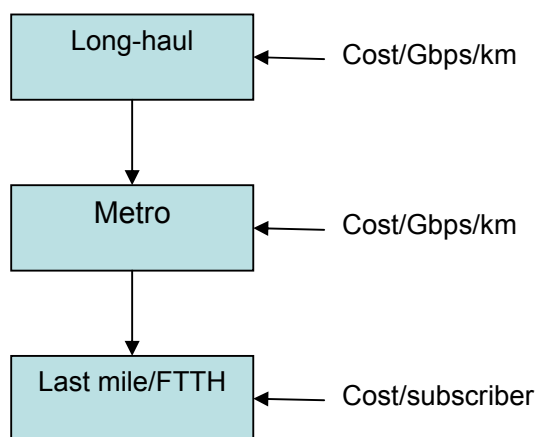 Long-haul
Cost/Gbps/km
Metro
Cost/Gbps/km
Last mile/FTTH
Cost/subscriber